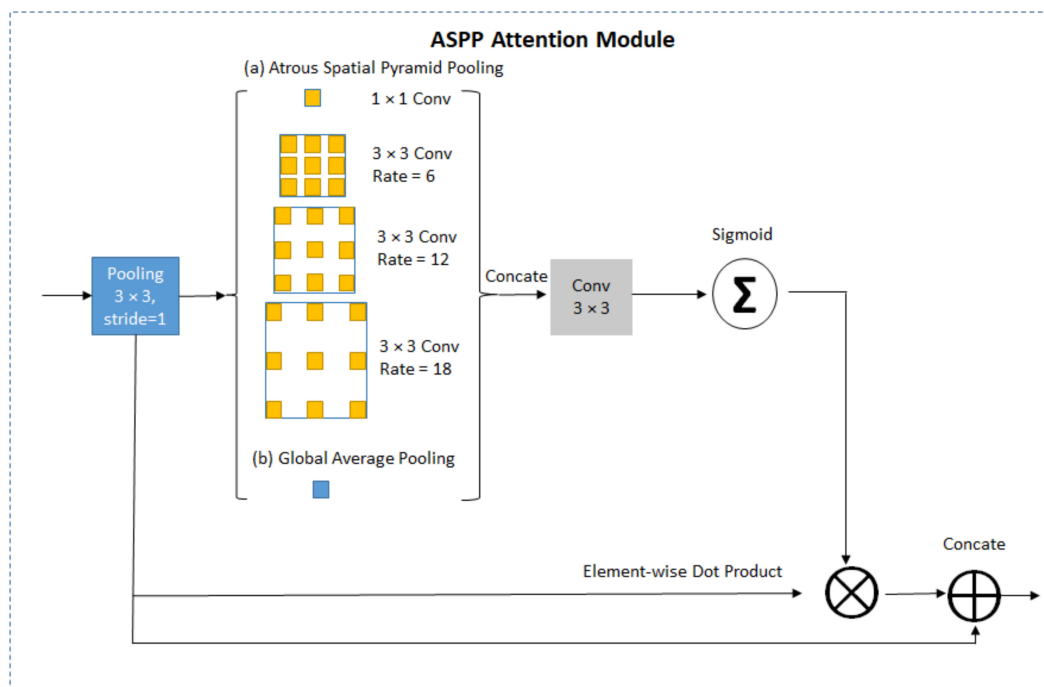 ASPP Attention Module
(a) Atrous Spatial Pyramid Pooling
1 × 1 Conv
3 × 3 Conv
Rate = 6
3 × 3 Conv
Rate = 12
3 × 3 Conv
Rate = 18
(b) Global Average Pooling
Pooling
3 × 3,
stride=1
Concate
Conv
3 × 3
Sigmoid
Σ
Element-wise Dot Product
Concate